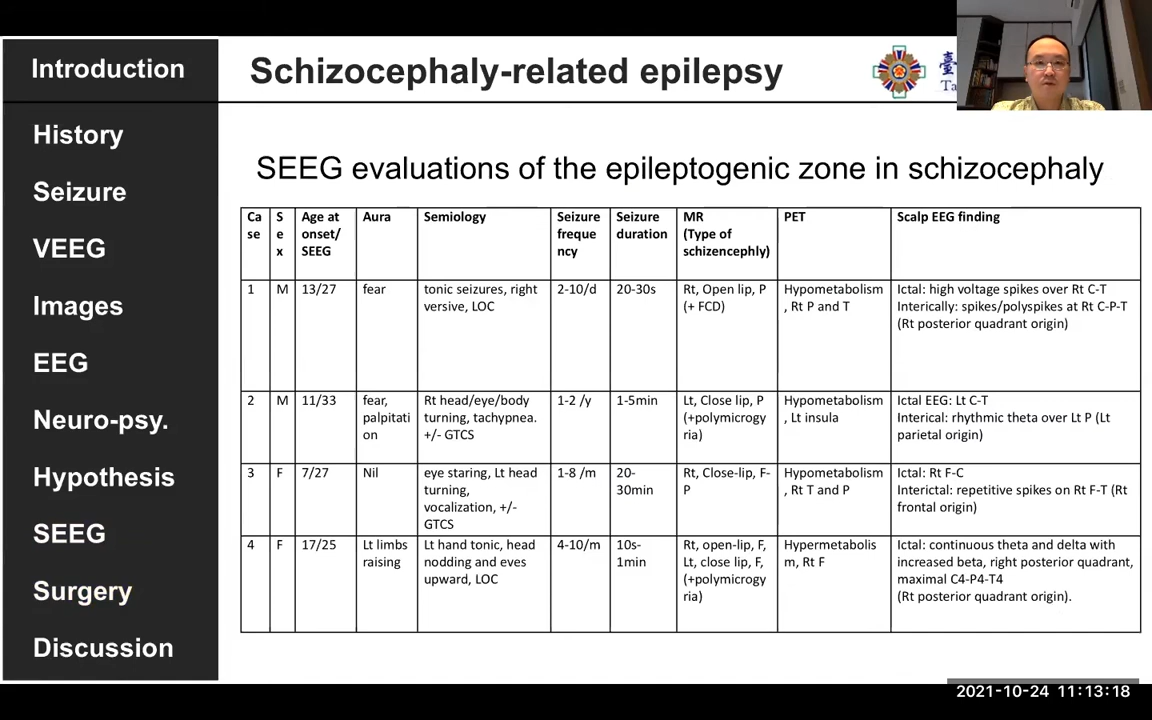 Introduction
Schizocephaly-related epilepsy
臺
Ta
History
Seizure
VEEG
Images
EEG
Neuro-psy.
Hypothesis
SEEG
Surgery
Discussion
SEEG evaluations of the epileptogenic zone in schizocephaly
Ca
se
S
e
x
Age at
onset/
SEEG
Aura
Semiology
Seizure
freque
ncy
Seizure
duration
MR
(Type of
schizencephly)
PET
Scalp EEG finding
1
M
13/27
fear
tonic seizures, right
versive, LOC
2-10/d
20-30s
Rt, Open lip, P
(+ FCD)
Hypometabolism
, Rt P and T
Ictal: high voltage spikes over Rt C-T
Interically: spikes/polyspikes at Rt C-P-T
(Rt posterior quadrant origin)
2
M
11/33
fear,
palpitati
on
Rt head/eye/body
turning, tachypnea.
+/- GTCS
1-2 /y
1-5min
Lt, Close lip, P
(+polymicrogy
ria)
Hypometabolism
, Lt insula
Ictal EEG: Lt C-T
Interical: rhythmic theta over Lt P (Lt
parietal origin)
3
F
7/27
Nil
eye staring, Lt head
turning,
vocalization, +/-
GTCS
1-8 /m
20-
30min
Rt, Close-lip, F-
P
Hypometabolism
, Rt T and P
Ictal: Rt F-C
Interictal: repetitive spikes on Rt F-T (Rt
frontal origin)
4
F
17/25
Lt limbs
raising
Lt hand tonic, head
nodding and eves
upward, LOC
4-10/m
10s-
1min
Rt, open-lip, F,
Lt, close lip, F,
(+polymicrogy
ria)
Hypermetabolis
m, Rt F
Ictal: continuous theta and delta with
increased beta, right posterior quadrant,
maximal C4-P4-T4
(Rt posterior quadrant origin).
2021-10-24 11:13:18